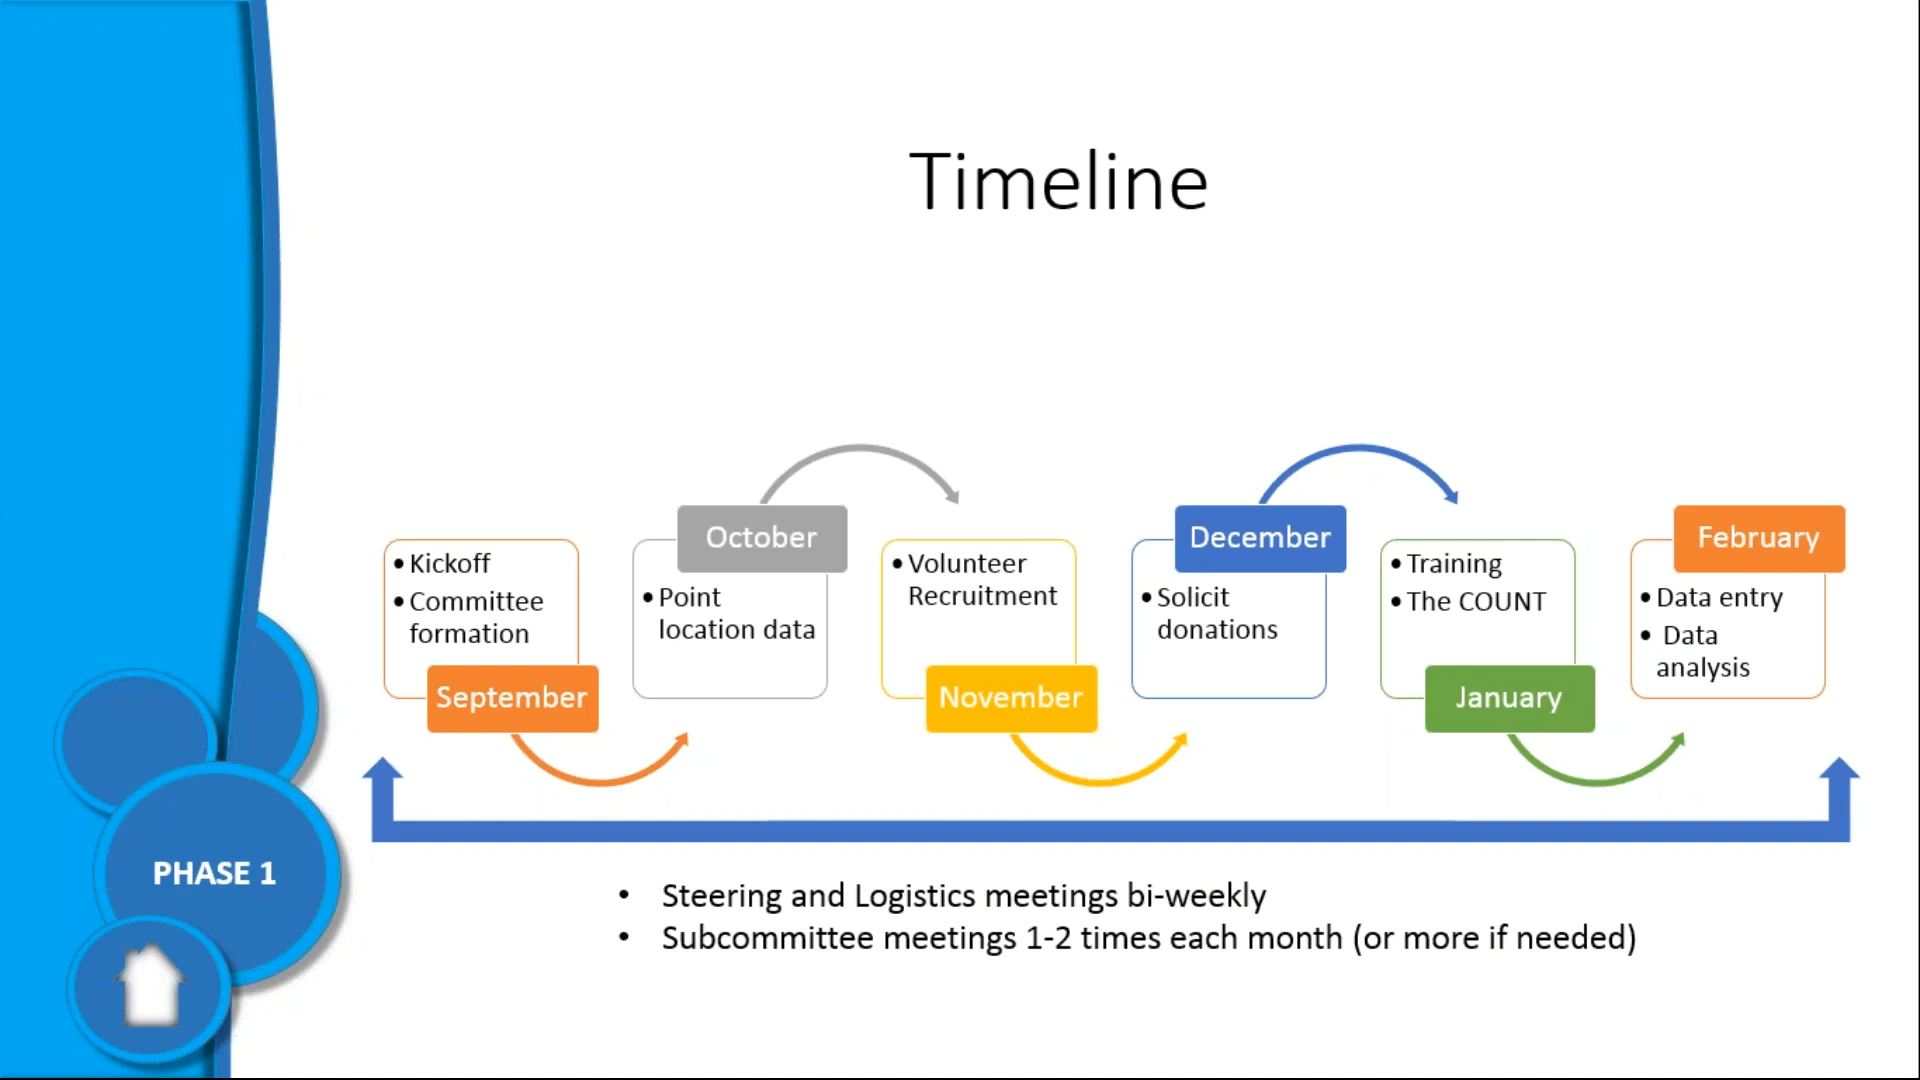 Timeline
• Kickoff
• Committee
formation
September
October
• Point
location data
• Volunteer
Recruitment
November
December
• Solicit
donations
• Training
• The COUNT
January
February
• Data entry
• Data
analysis
PHASE 1
• Steering and Logistics meetings bi-weekly
• Subcommittee meetings 1-2 times each month (or more if needed)